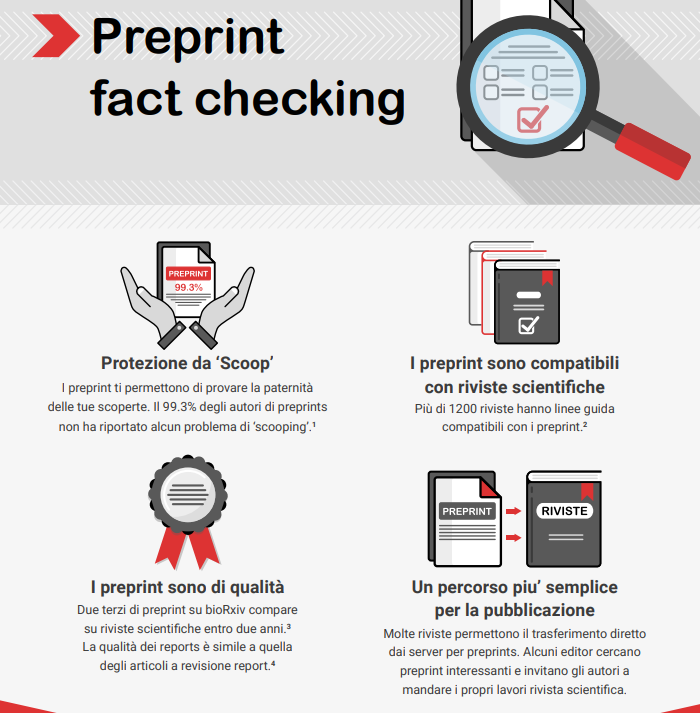 Preprint
fact checking
PREPRINT
99.3%
Protezione da ‘Scoop’
I preprint ti permettono di provare la paternità
delle tue scoperte. Il 99.3% degli autori di preprints
non ha riportato alcun problema di ‘scooping’.¹
I preprint sono compatibili
con riviste scientifiche
Più di 1200 riviste hanno linee guida
compatibili con i preprint.²
I preprint sono di qualità
Due terzi di preprint su bioRxiv compare
su riviste scientifiche entro due anni.³
La qualità dei reports è simile a quella
degli articoli a revisione report.⁴
PREPRINT
RIVISTE
Un percorso piu’ semplice
per la pubblicazione
Molte riviste permettono il trasferimento diretto
dai server per preprints. Alcuni editor cercano
preprint interessanti e invitano gli autori a
mandare i propri lavori rivista scientifica.